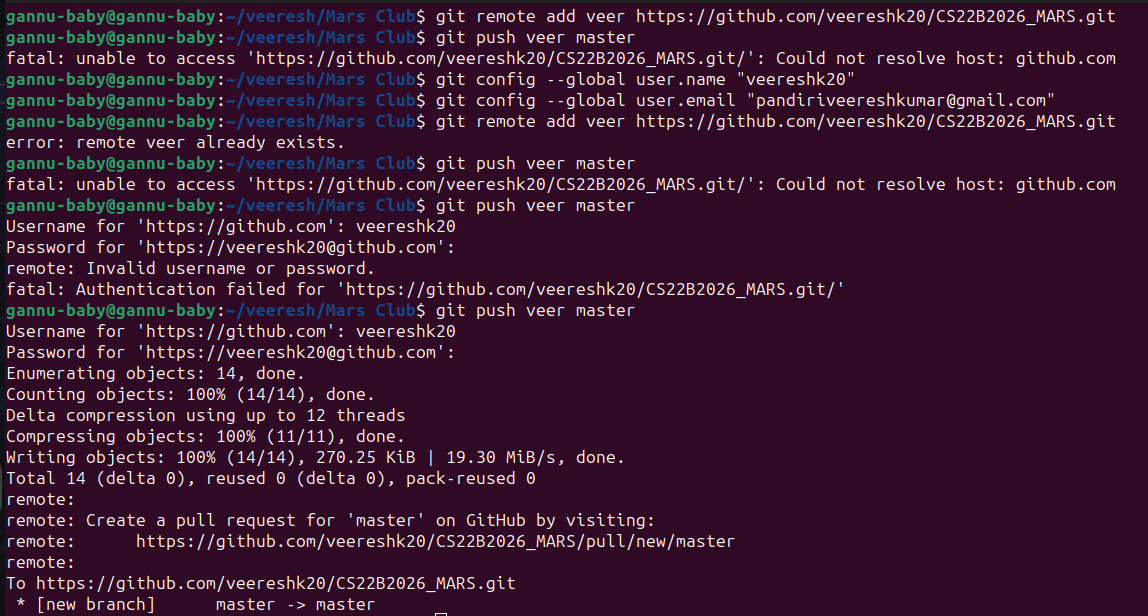 gannu-baby@gannu-baby:~/veeresh/Mars Club$ git remote add veer https://github.com/veereshk20/CS22B2026_MARS.git
gannu-baby@gannu-baby:~/veeresh/Mars Club$ git push veer master
fatal: unable to access 'https://github.com/veereshk20/CS22B2026_MARS.git/': Could not resolve host: github.com
gannu-baby@gannu-baby:~/veeresh/Mars Club$ git config --global user.name "veereshk20"
gannu-baby@gannu-baby:~/veeresh/Mars Club$ git config --global user.email "pandiriveereshkumar@gmail.com"
gannu-baby@gannu-baby:~/veeresh/Mars Club$ git remote add veer https://github.com/veereshk20/CS22B2026_MARS.git
error: remote veer already exists.
gannu-baby@gannu-baby:~/veeresh/Mars Club$ git push veer master
fatal: unable to access 'https://github.com/veereshk20/CS22B2026_MARS.git/': Could not resolve host: github.com
gannu-baby@gannu-baby:~/veeresh/Mars Club$ git push veer master
Username for 'https://github.com': veereshk20
Password for 'https://veereshk20@github.com':
remote: Invalid username or password.
fatal: Authentication failed for 'https://github.com/veereshk20/CS22B2026_MARS.git/'
gannu-baby@gannu-baby:~/veeresh/Mars Club$ git push veer master
Username for 'https://github.com': veereshk20
Password for 'https://veereshk20@github.com':
Enumerating objects: 14, done.
Counting objects: 100% (14/14), done.
Delta compression using up to 12 threads
Compressing objects: 100% (11/11), done.
Writing objects: 100% (14/14), 270.25 KiB | 19.30 MiB/s, done.
Total 14 (delta 0), reused 0 (delta 0), pack-reused 0
remote:
remote: Create a pull request for 'master' on GitHub by visiting:
remote:      https://github.com/veereshk20/CS22B2026_MARS/pull/new/master
remote:
To https://github.com/veereshk20/CS22B2026_MARS.git
 * [new branch]      master -> master